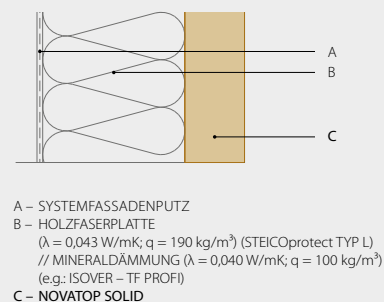 A
B
C
A – SYSTEMFASSADENPUTZ
B – HOLZFASERPLATTE
(λ = 0,043 W/mK; q = 190 kg/m³) (STEICOprotect TYP L)
// MINERALDÄMMUNG (λ = 0,040 W/mK; q = 100 kg/m³)
(e.g.: ISOVER – TF PROFI)
C – NOVATOP SOLID